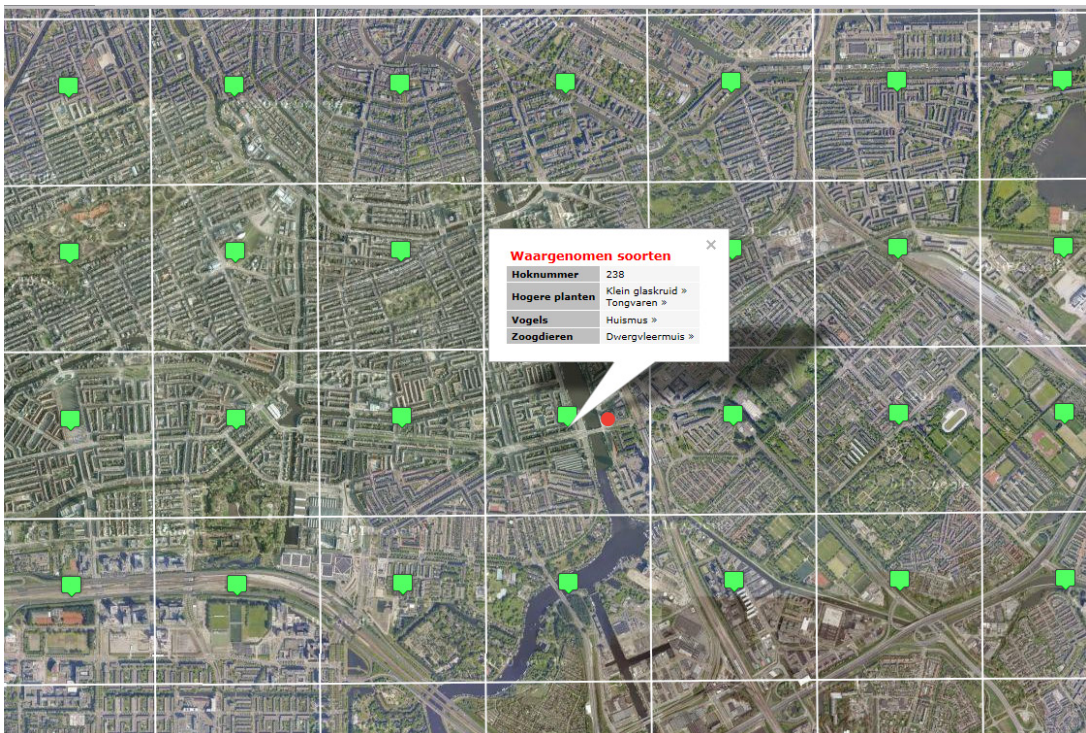 ×
Waargenomen soorten
Hoknummer 238
Hogere planten Klein glaskruid »
Tongvaren »
Vogels Huismus »
Zoogdieren Dwergvleermuis »